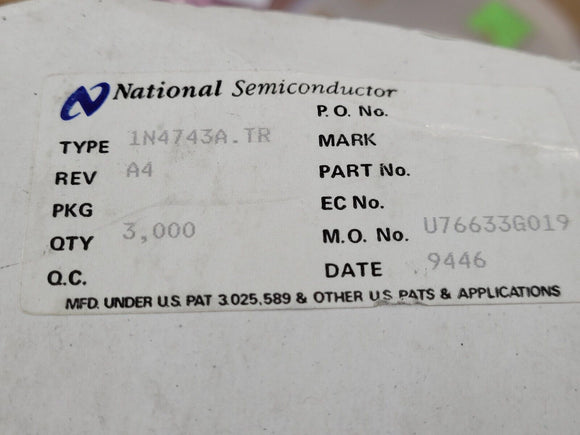 National Semiconductor
TYPE 1N4743A.TR
REV A4
PKG
QTY 3,000
Q.C.
P.O. No.
MARK
PART No.
EC No.
M.O. No. U76633G019
DATE 9446
MFD. UNDER U.S. PAT 3.025,589 & OTHER U.S. PATS & APPLICATIONS